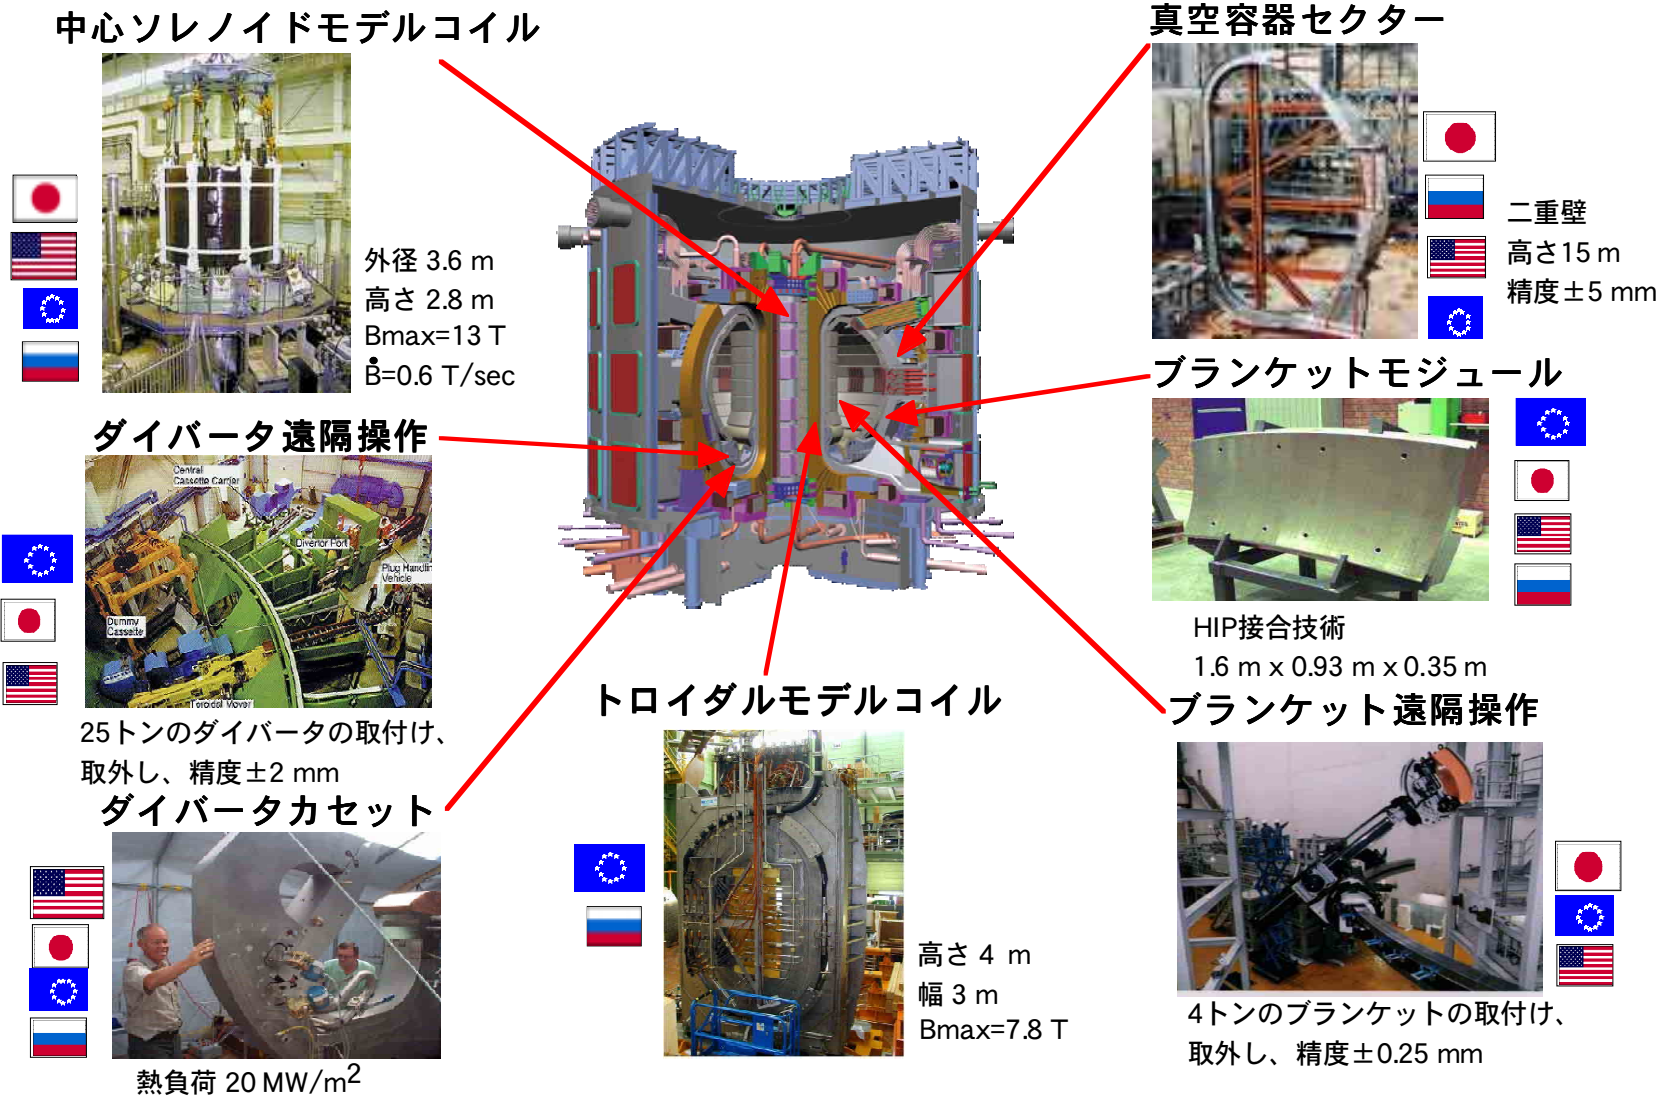 中心ソレノイドモデルコイル
外径 3.6 m
高さ 2.8 m
Bmax=13 T
Ḃ=0.6 T/sec
ダイバータ遠隔操作
Central
Cassette Carrier
Divertor Port
Plug Handlin
Vehicle
Dummy
Cassette
Toroidal Mover
25トンのダイバータの取付け、
取外し、精度±2 mm
ダイバータカセット
熱負荷 20 MW/m²
トロイダルモデルコイル
高さ 4 m
幅 3 m
Bmax=7.8 T
真空容器セクター
二重壁
高さ15 m
精度±5 mm
ブランケットモジュール
HIP接合技術
1.6 m x 0.93 m x 0.35 m
ブランケット遠隔操作
4トンのブランケットの取付け、
取外し、精度±0.25 mm